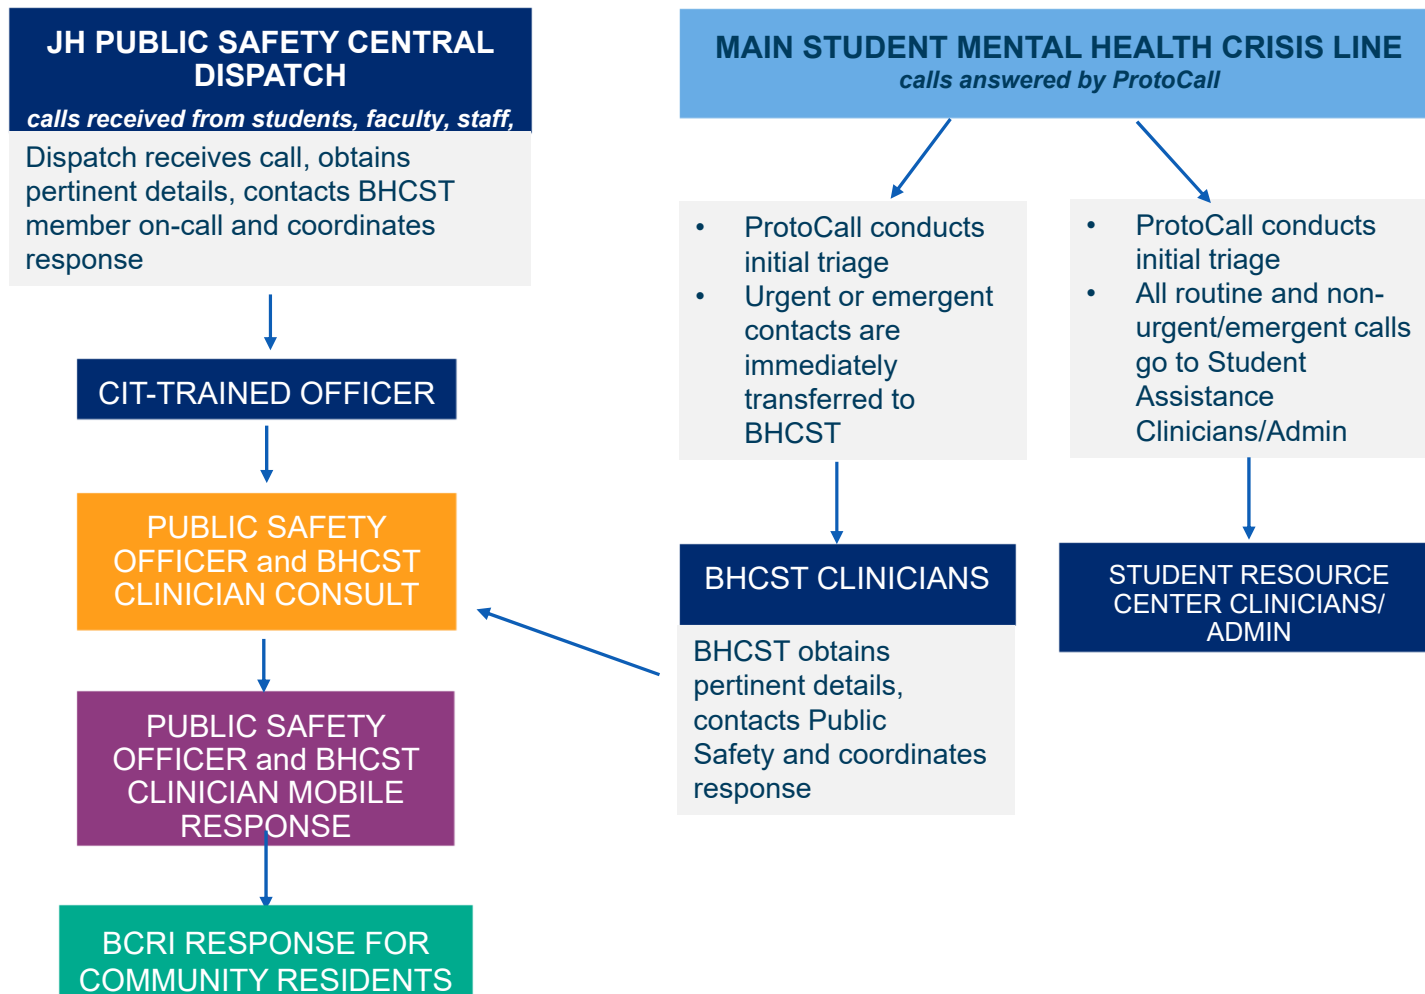 JH PUBLIC SAFETY CENTRAL
DISPATCH
calls received from students, faculty, staff,
Dispatch receives call, obtains
pertinent details, contacts BHCST
member on-call and coordinates
response
CIT-TRAINED OFFICER
PUBLIC SAFETY
OFFICER and BHCST
CLINICIAN CONSULT
PUBLIC SAFETY
OFFICER and BHCST
CLINICIAN MOBILE
RESPONSE
BCRI RESPONSE FOR
COMMUNITY RESIDENTS
MAIN STUDENT MENTAL HEALTH CRISIS LINE
calls answered by ProtoCall
• ProtoCall conducts
initial triage
• Urgent or emergent
contacts are
immediately
transferred to
BHCST
BHCST CLINICIANS
BHCST obtains
pertinent details,
contacts Public
Safety and coordinates
response
• ProtoCall conducts
initial triage
• All routine and non-
urgent/emergent calls
go to Student
Assistance
Clinicians/Admin
STUDENT RESOURCE
CENTER CLINICIANS/
ADMIN